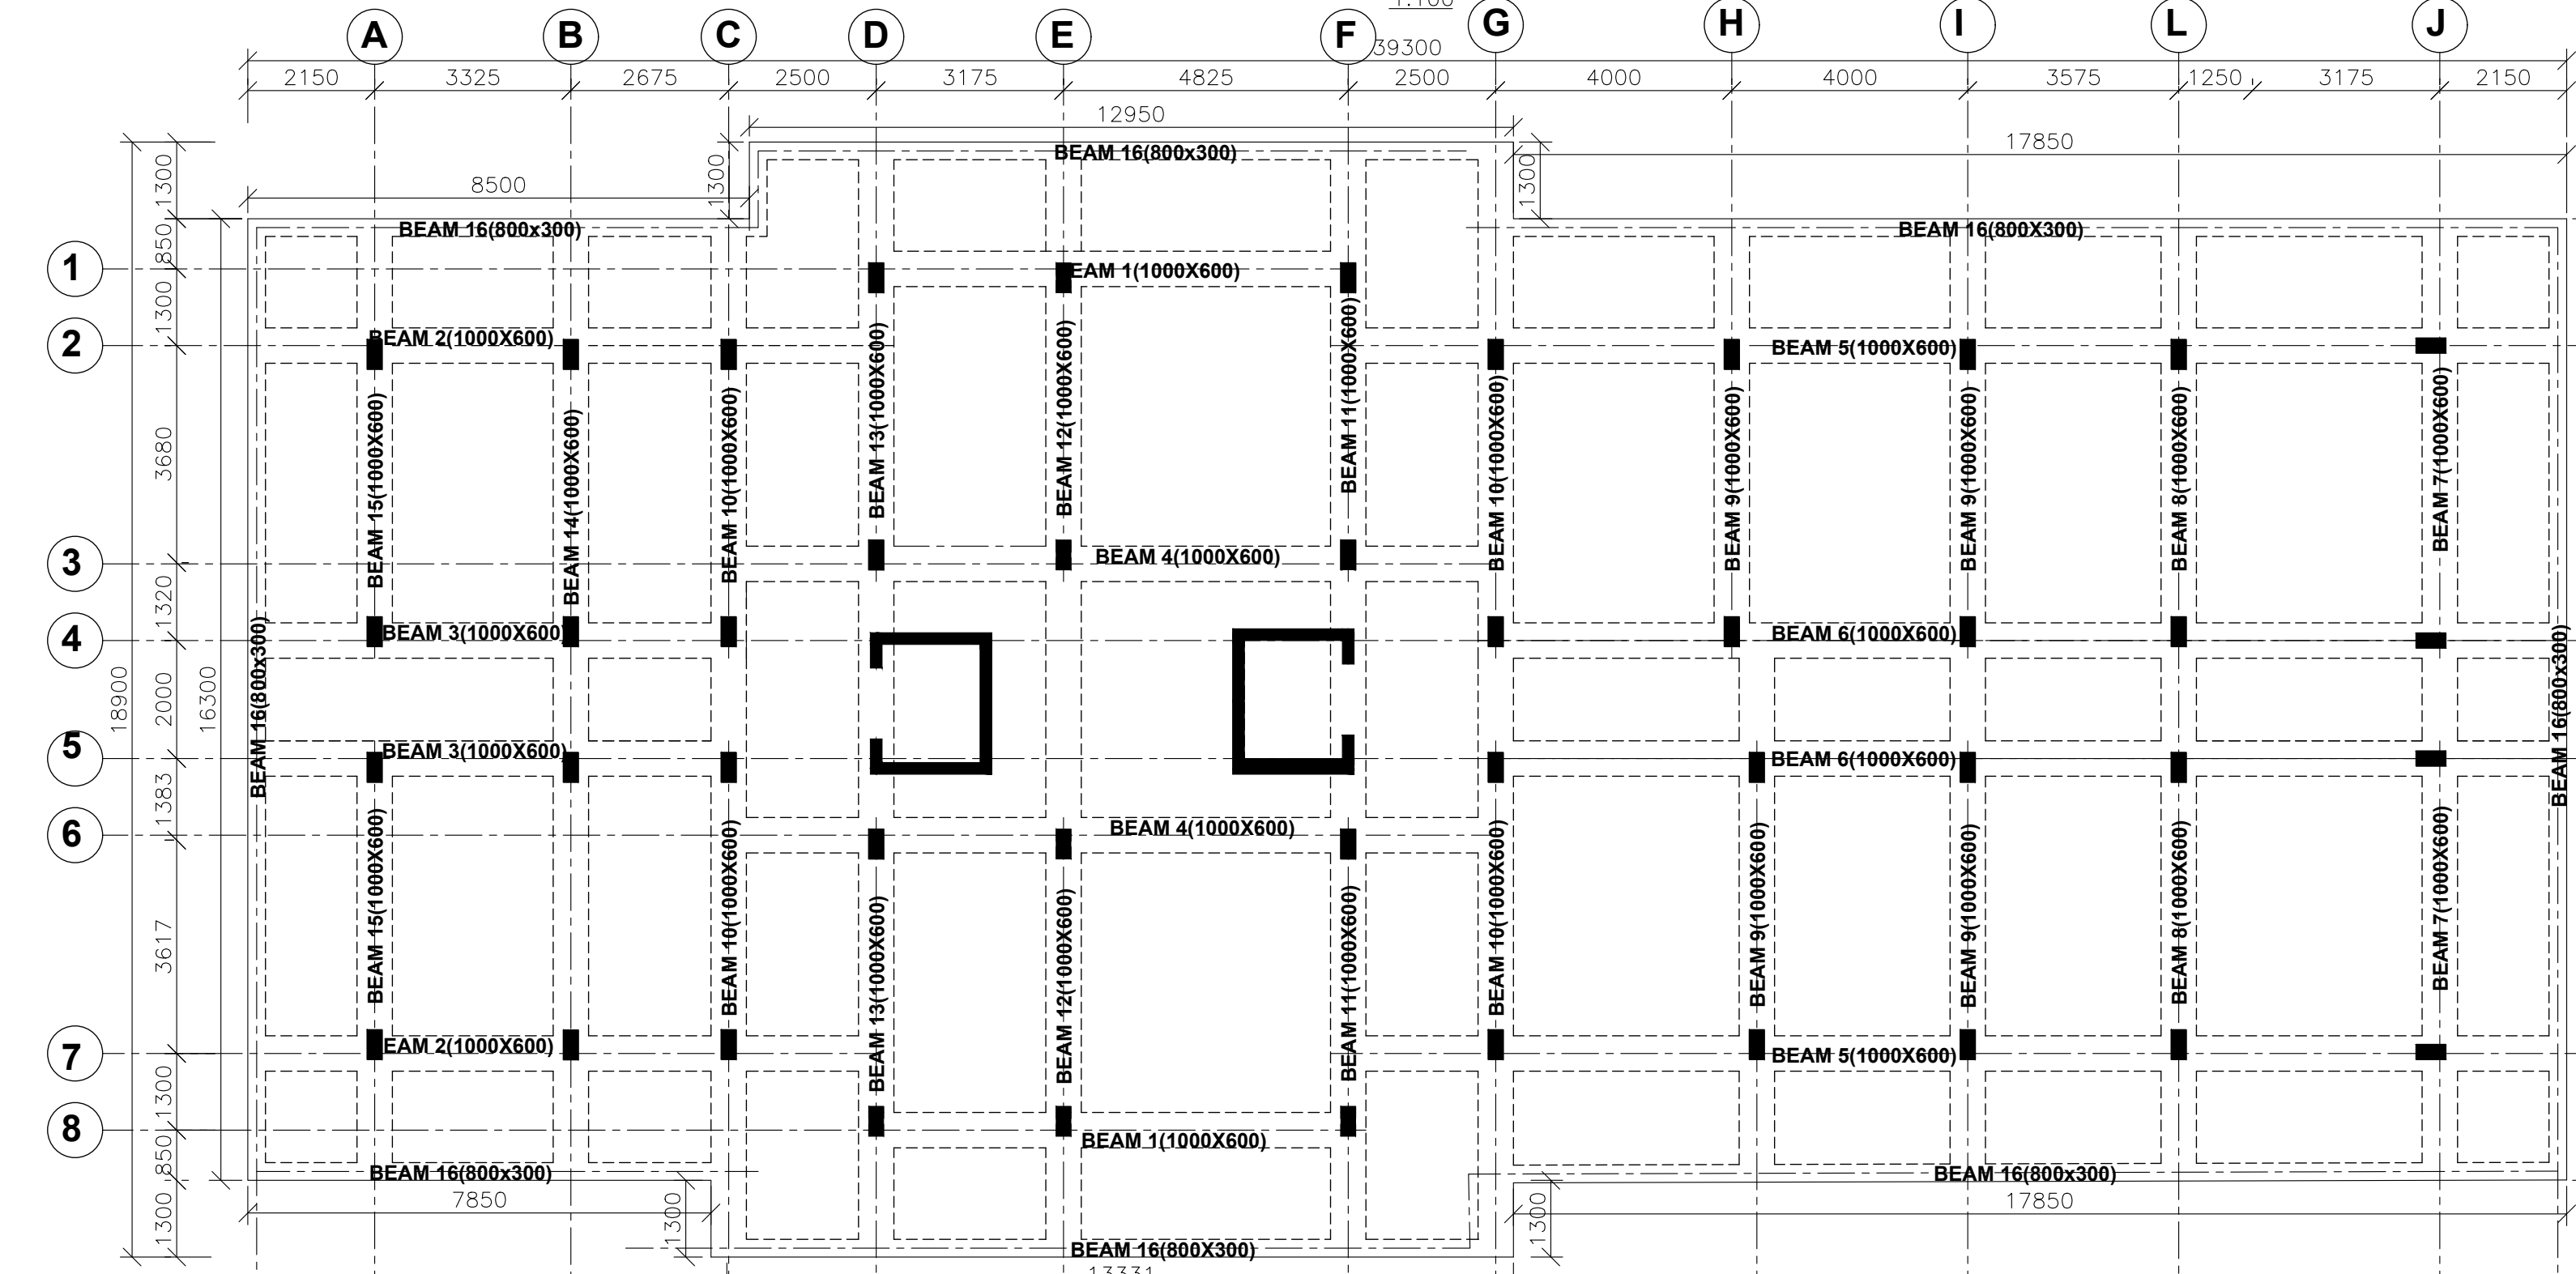 1:100
A B C D E F G H I L J
39300
2150 3325 2675 2500 3175 4825 2500 4000 4000 3575 1250 3175 2150
12950
17850
8500
1300
1300
1300
BEAM 16(800x300)
BEAM 16(800x300)
BEAM 16(800X300)
850
1
EAM 1(1000X600)
1300
2
BEAM 2(1000X600)
BEAM 5(1000X600)
3680
BEAM 15(1000X600)
BEAM 14(1000X600)
BEAM 10(1000X600)
BEAM 13(1000X600)
BEAM 12(1000X600)
BEAM 11(1000X600)
BEAM 10(1000X600)
BEAM 9(1000X600)
BEAM 9(1000X600)
BEAM 8(1000X600)
BEAM 7(1000X600)
3
BEAM 4(1000X600)
1320
4
BEAM 3(1000X600)
BEAM 6(1000X600)
18900
2000
16300
BEAM 16(800x300)
BEAM 16(800x300)
5
BEAM 3(1000X600)
BEAM 6(1000X600)
1383
6
BEAM 4(1000X600)
3617
BEAM 15(1000X600)
BEAM 10(1000X600)
BEAM 13(1000X600)
BEAM 12(1000X600)
BEAM 11(1000X600)
BEAM 10(1000X600)
BEAM 9(1000X600)
BEAM 9(1000X600)
BEAM 8(1000X600)
BEAM 7(1000X600)
7
EAM 2(1000X600)
BEAM 5(1000X600)
1300
8
BEAM 1(1000X600)
850
BEAM 16(800x300)
BEAM 16(800x300)
7850
17850
1300
1300
1300
BEAM 16(800X300)
13331